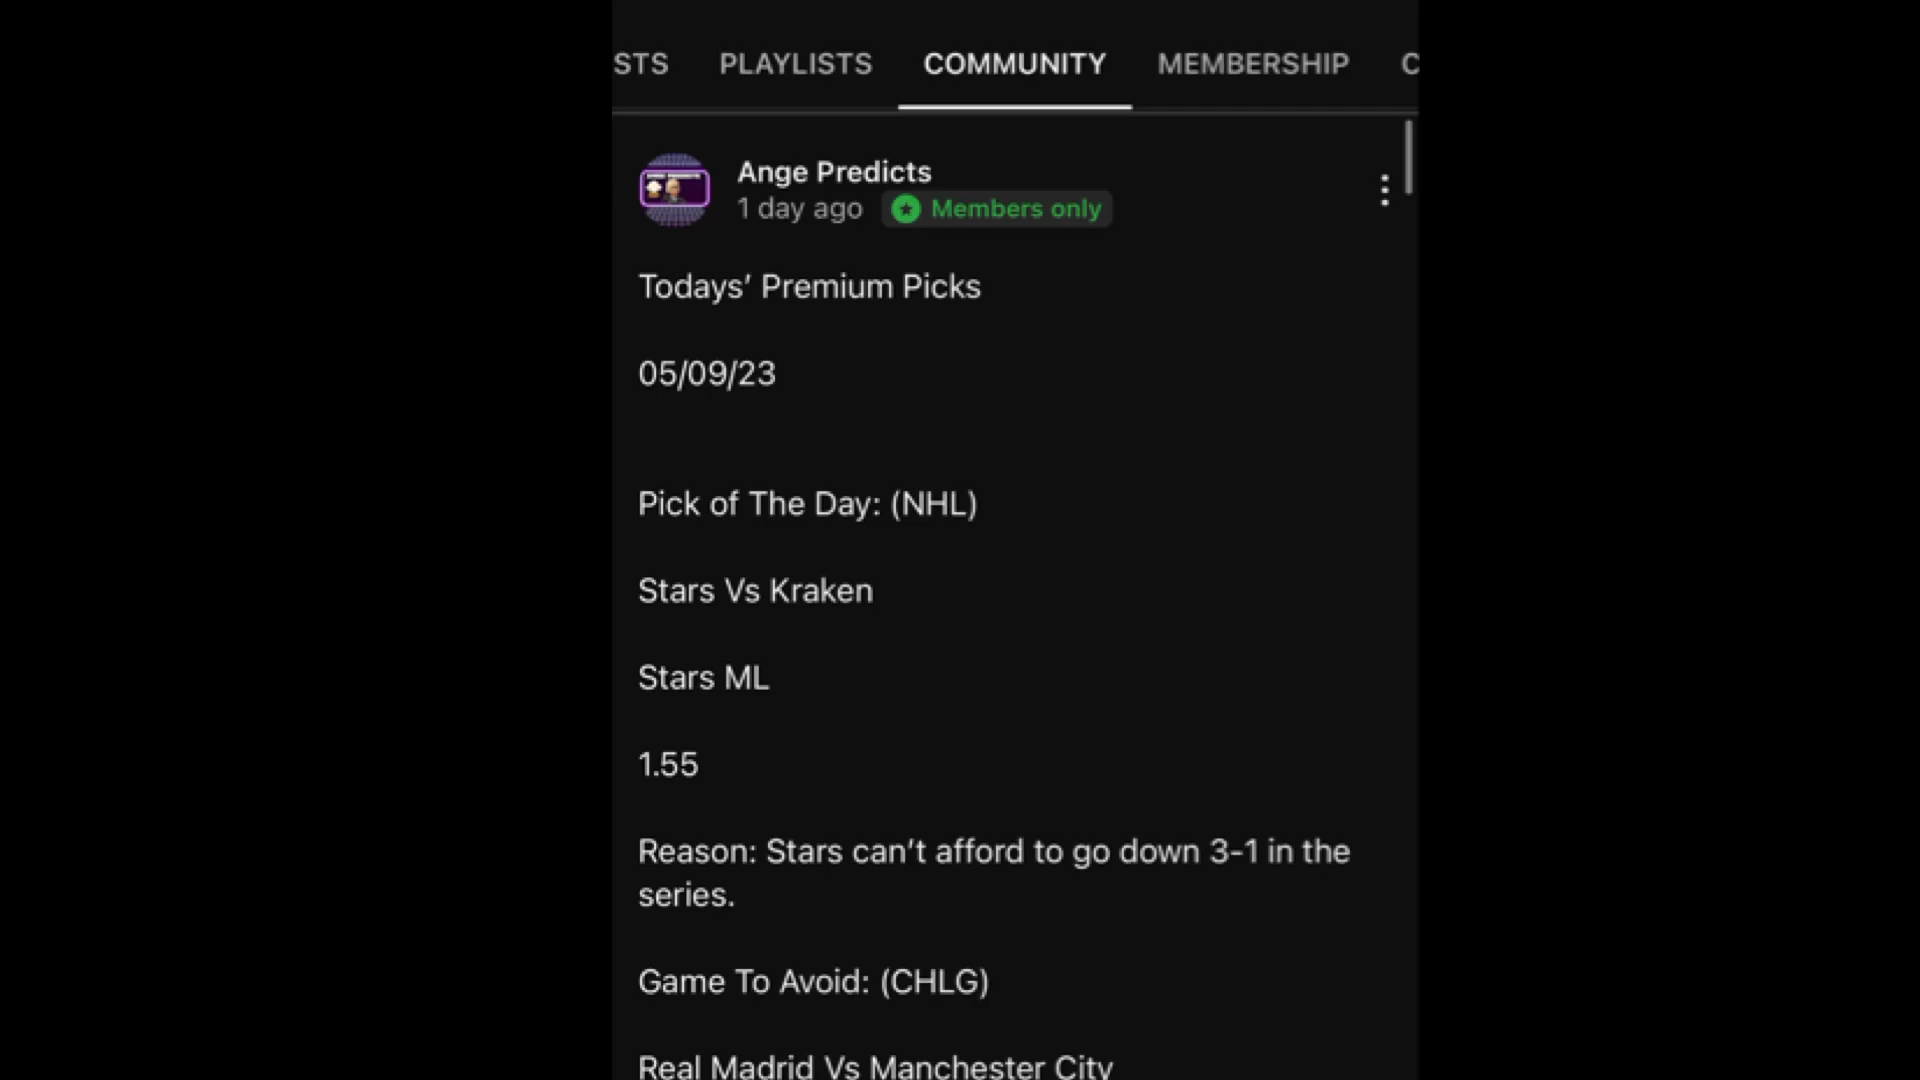 STS PLAYLISTS COMMUNITY MEMBERSHIP C
Ange Predicts
1 day ago Members only
Todays’ Premium Picks
05/09/23
Pick of The Day: (NHL)
Stars Vs Kraken
Stars ML
1.55
Reason: Stars can’t afford to go down 3-1 in the
series.
Game To Avoid: (CHLG)
Real Madrid Vs Manchester City